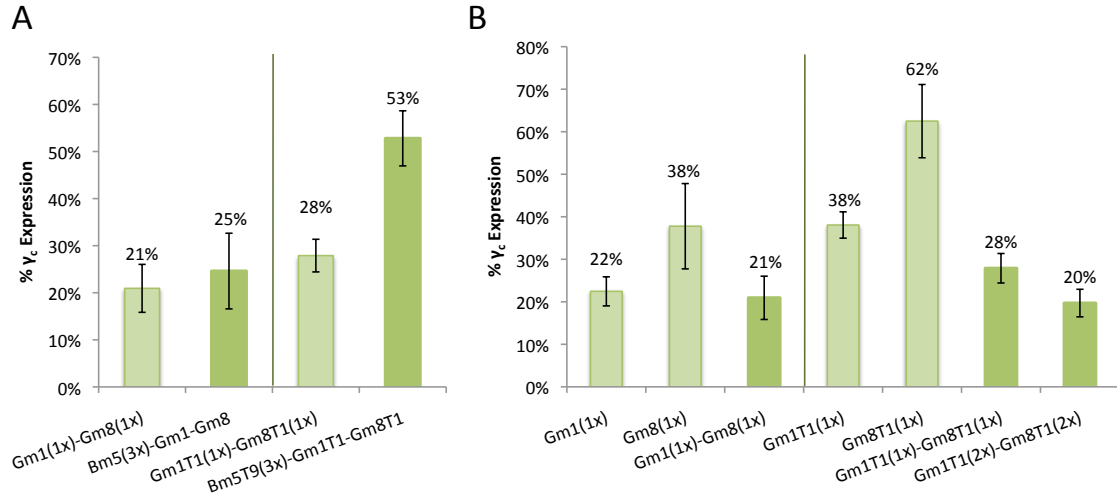 A
70%
60%
50%
40%
30%
20%
10%
0%
% γc Expression
21%
25%
28%
53%
Gm1(1x)-Gm8(1x)
Bm5(3x)-Gm1-Gm8
Gm1T1(1x)-Gm8T1(1x)
Bm5T9(3x)-Gm1T1-Gm8T1
B
80%
70%
60%
50%
40%
30%
20%
10%
0%
% γc Expression
22%
38%
21%
38%
62%
28%
20%
Gm1(1x)
Gm8(1x)
Gm1(1x)-Gm8(1x)
Gm1T1(1x)
Gm8T1(1x)
Gm1T1(1x)-Gm8T1(1x)
Gm1T1(2x)-Gm8T1(2x)